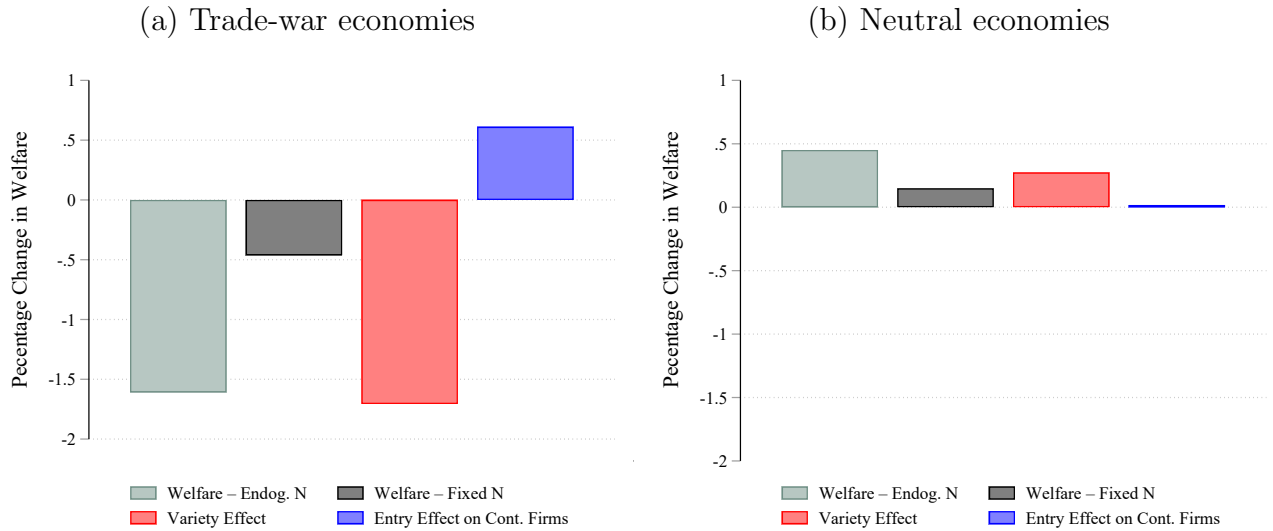 (a) Trade-war economies
Pecentage Change in Welfare
1
.5
0
-.5
-1
-1.5
-2
Welfare – Endog. N
Welfare – Fixed N
Variety Effect
Entry Effect on Cont. Firms
(b) Neutral economies
Pecentage Change in Welfare
1
.5
0
-.5
-1
-1.5
-2
Welfare – Endog. N
Welfare – Fixed N
Variety Effect
Entry Effect on Cont. Firms